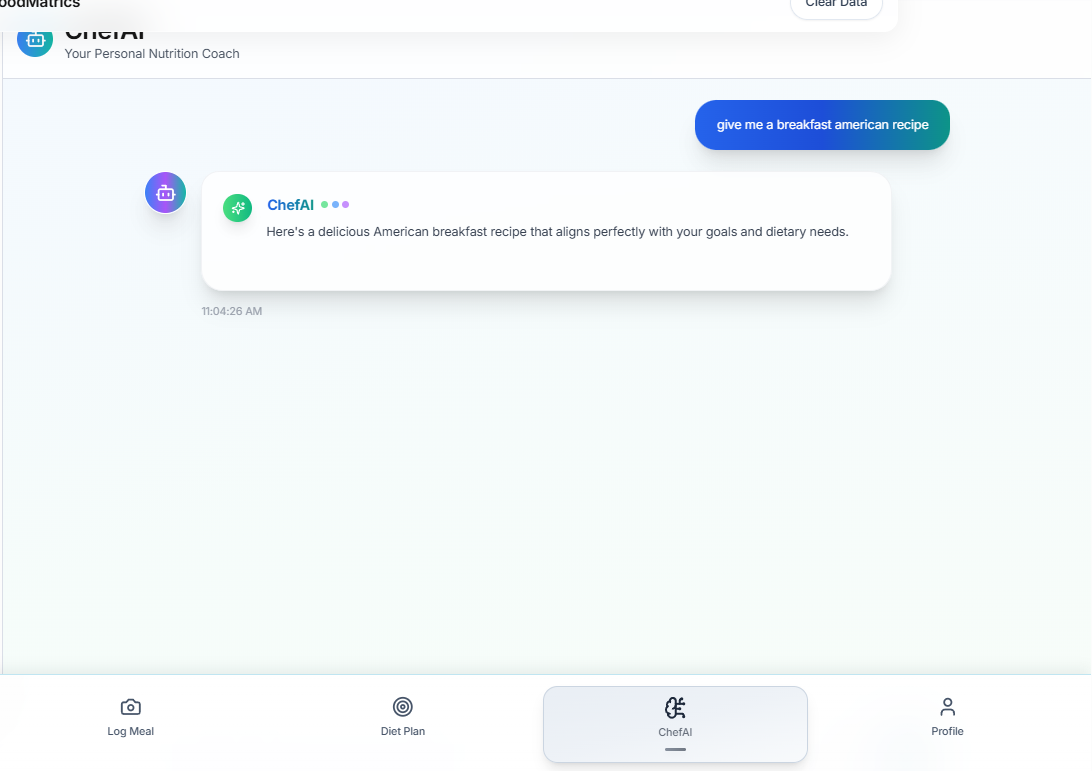 oodMatrics
Clear Data
ChefAI
Your Personal Nutrition Coach
give me a breakfast american recipe
ChefAI
Here's a delicious American breakfast recipe that aligns perfectly with your goals and dietary needs.
11:04:26 AM
Log Meal
Diet Plan
ChefAI
Profile